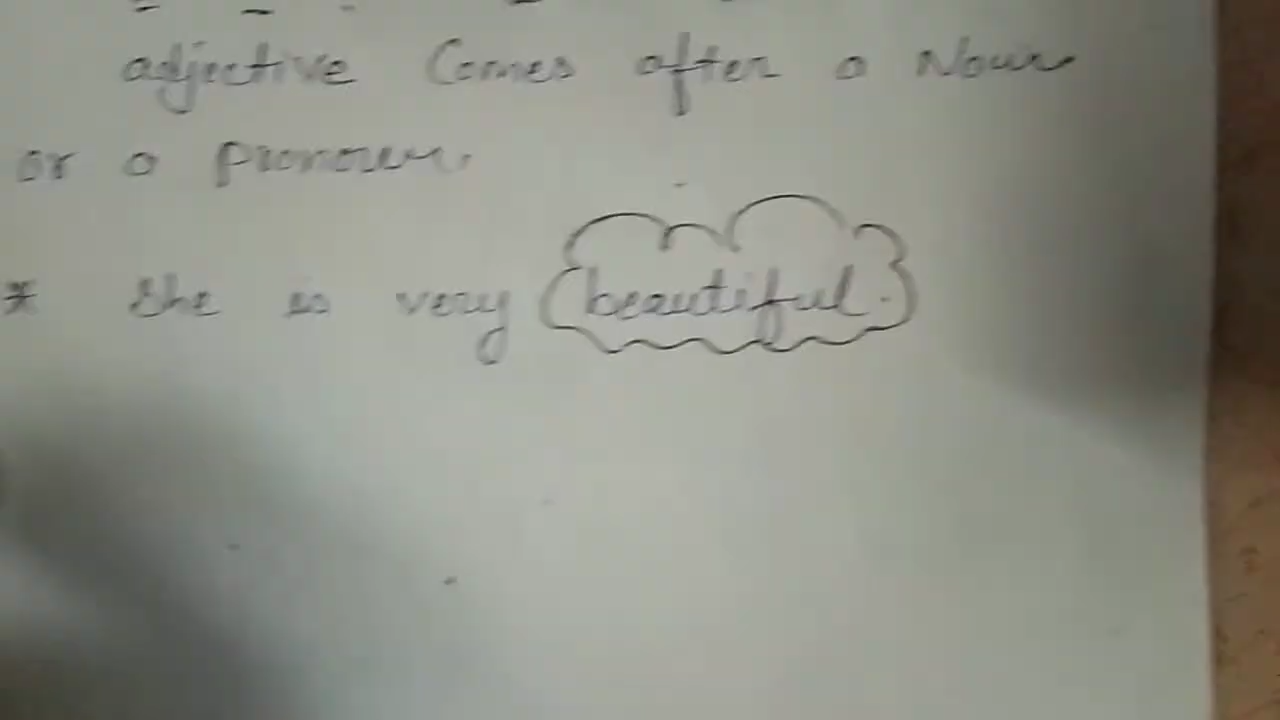 adjective Comes after a Noun
or a pronoun.
* She is very beautiful.